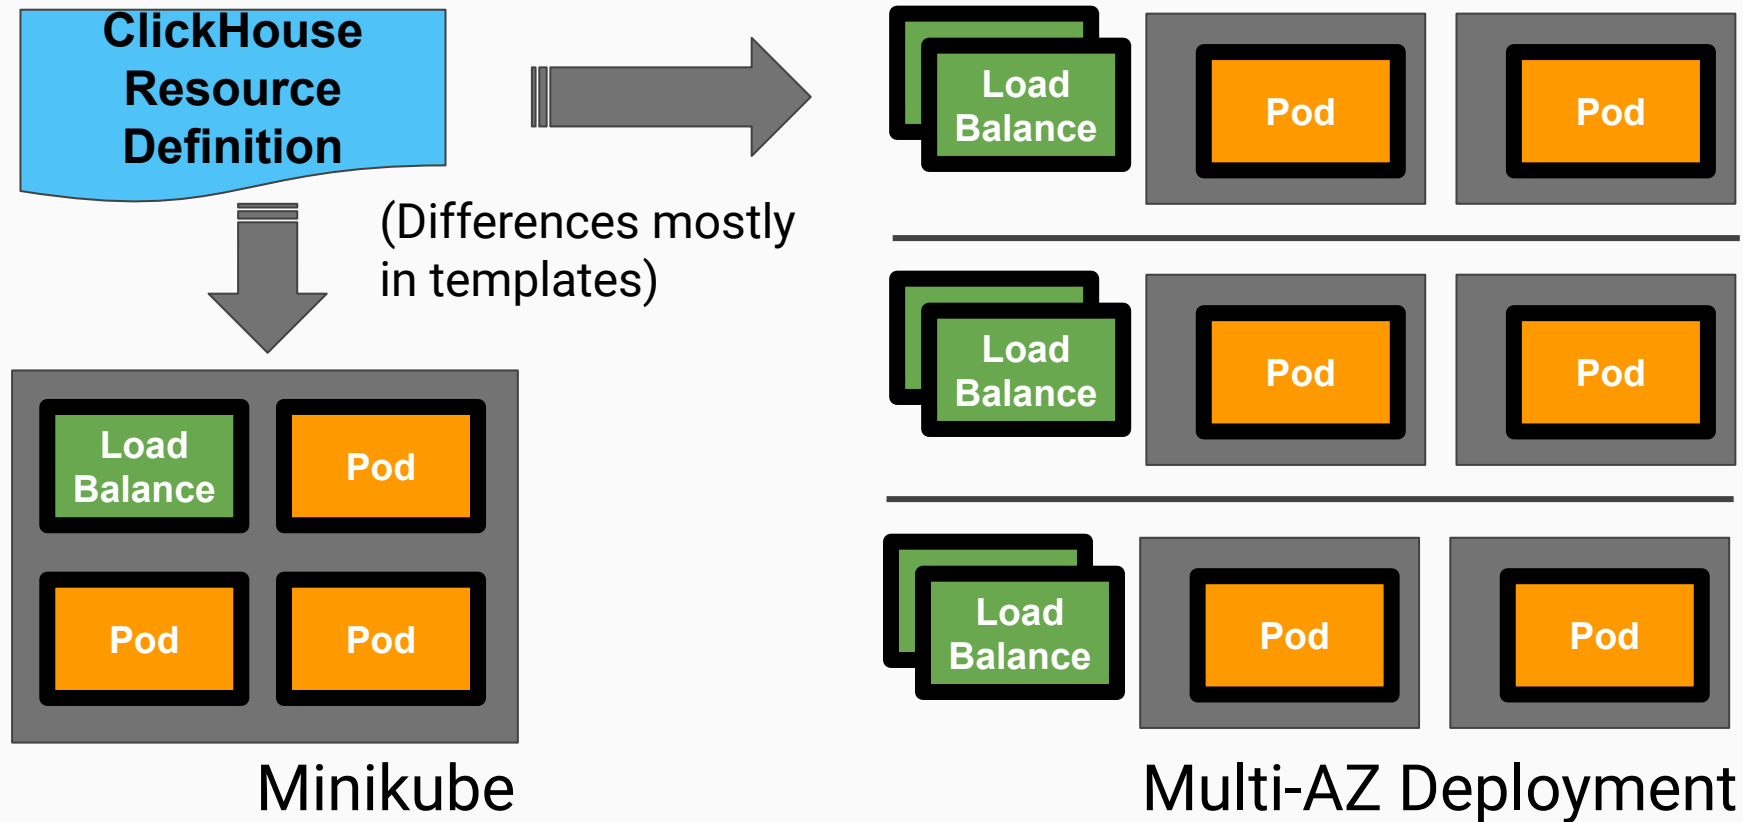 ClickHouse
Resource
Definition
(Differences mostly
in templates)
Load
Balance
Pod
Pod
Pod
Minikube
Load
Balance
Pod
Pod
Load
Balance
Pod
Pod
Load
Balance
Pod
Pod
Multi-AZ Deployment